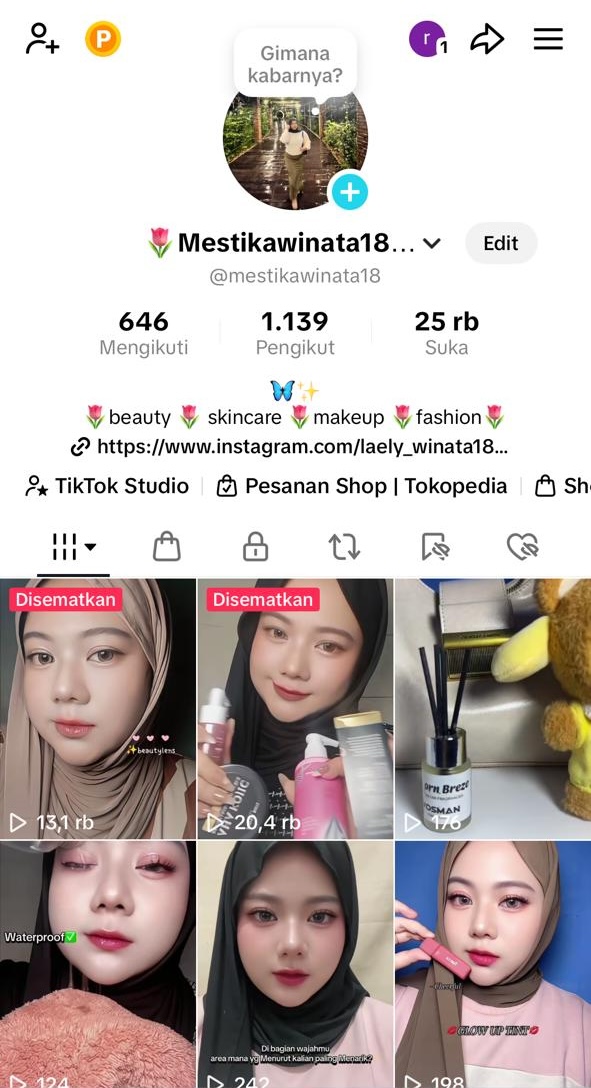 P
r
1
Gimana
kabarnya?
🌷Mestikawinata18...
Edit
@mestikawinata18
646
Mengikuti
1.139
Pengikut
25 rb
Suka
🦋✨
🌷beauty 🌷 skincare 🌷makeup 🌷fashion🌷
https://www.instagram.com/laely_winata18...
TikTok Studio
Pesanan Shop | Tokopedia
Sh
Disematkan
✨beautylens
13,1 rb
Disematkan
20,4 rb
orn Breze
OSMAN
176
Waterproof✅
124
Di bagian wajahmu
area mana yg Menurut kalian paling Menarik?
242
💋GLOW UP TINT💋
198